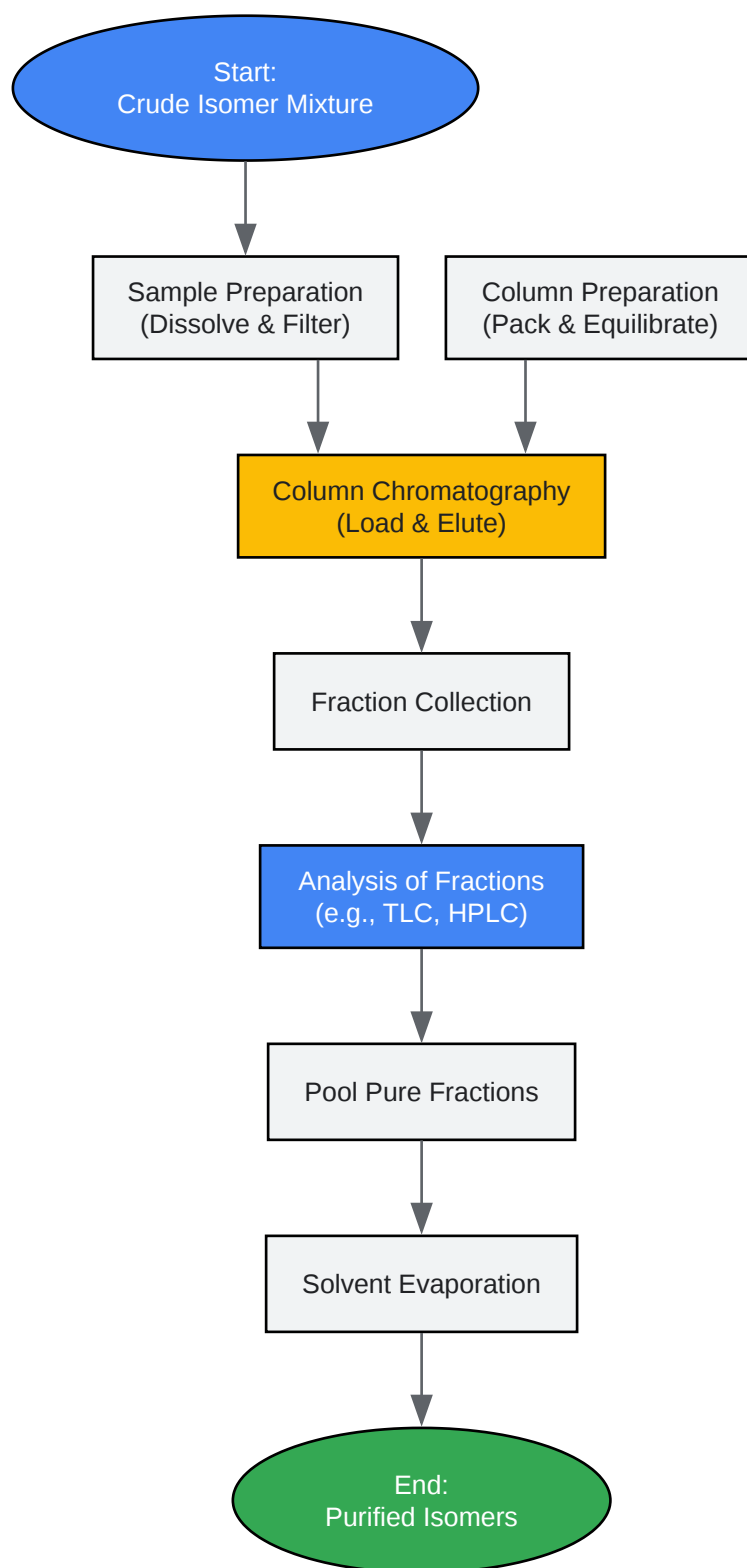 Start:
Crude Isomer Mixture
Sample Preparation
(Dissolve & Filter)
Column Preparation
(Pack & Equilibrate)
Column Chromatography
(Load & Elute)
Fraction Collection
Analysis of Fractions
(e.g., TLC, HPLC)
Pool Pure Fractions
Solvent Evaporation
End:
Purified Isomers